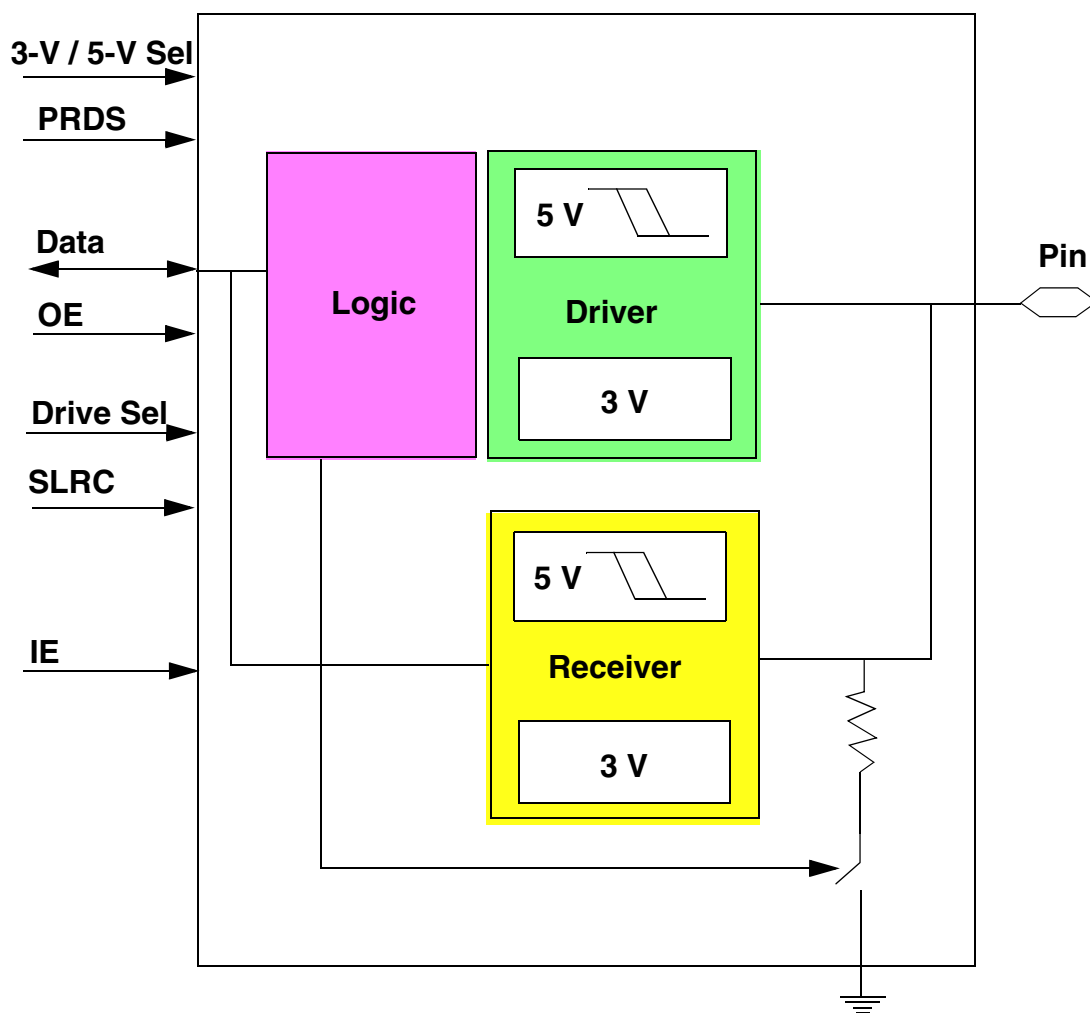 3-V / 5-V Sel
PRDS
Data
OE
Drive Sel
SLRC
IE
Logic
5 V
Driver
3 V
5 V
Receiver
3 V
Pin